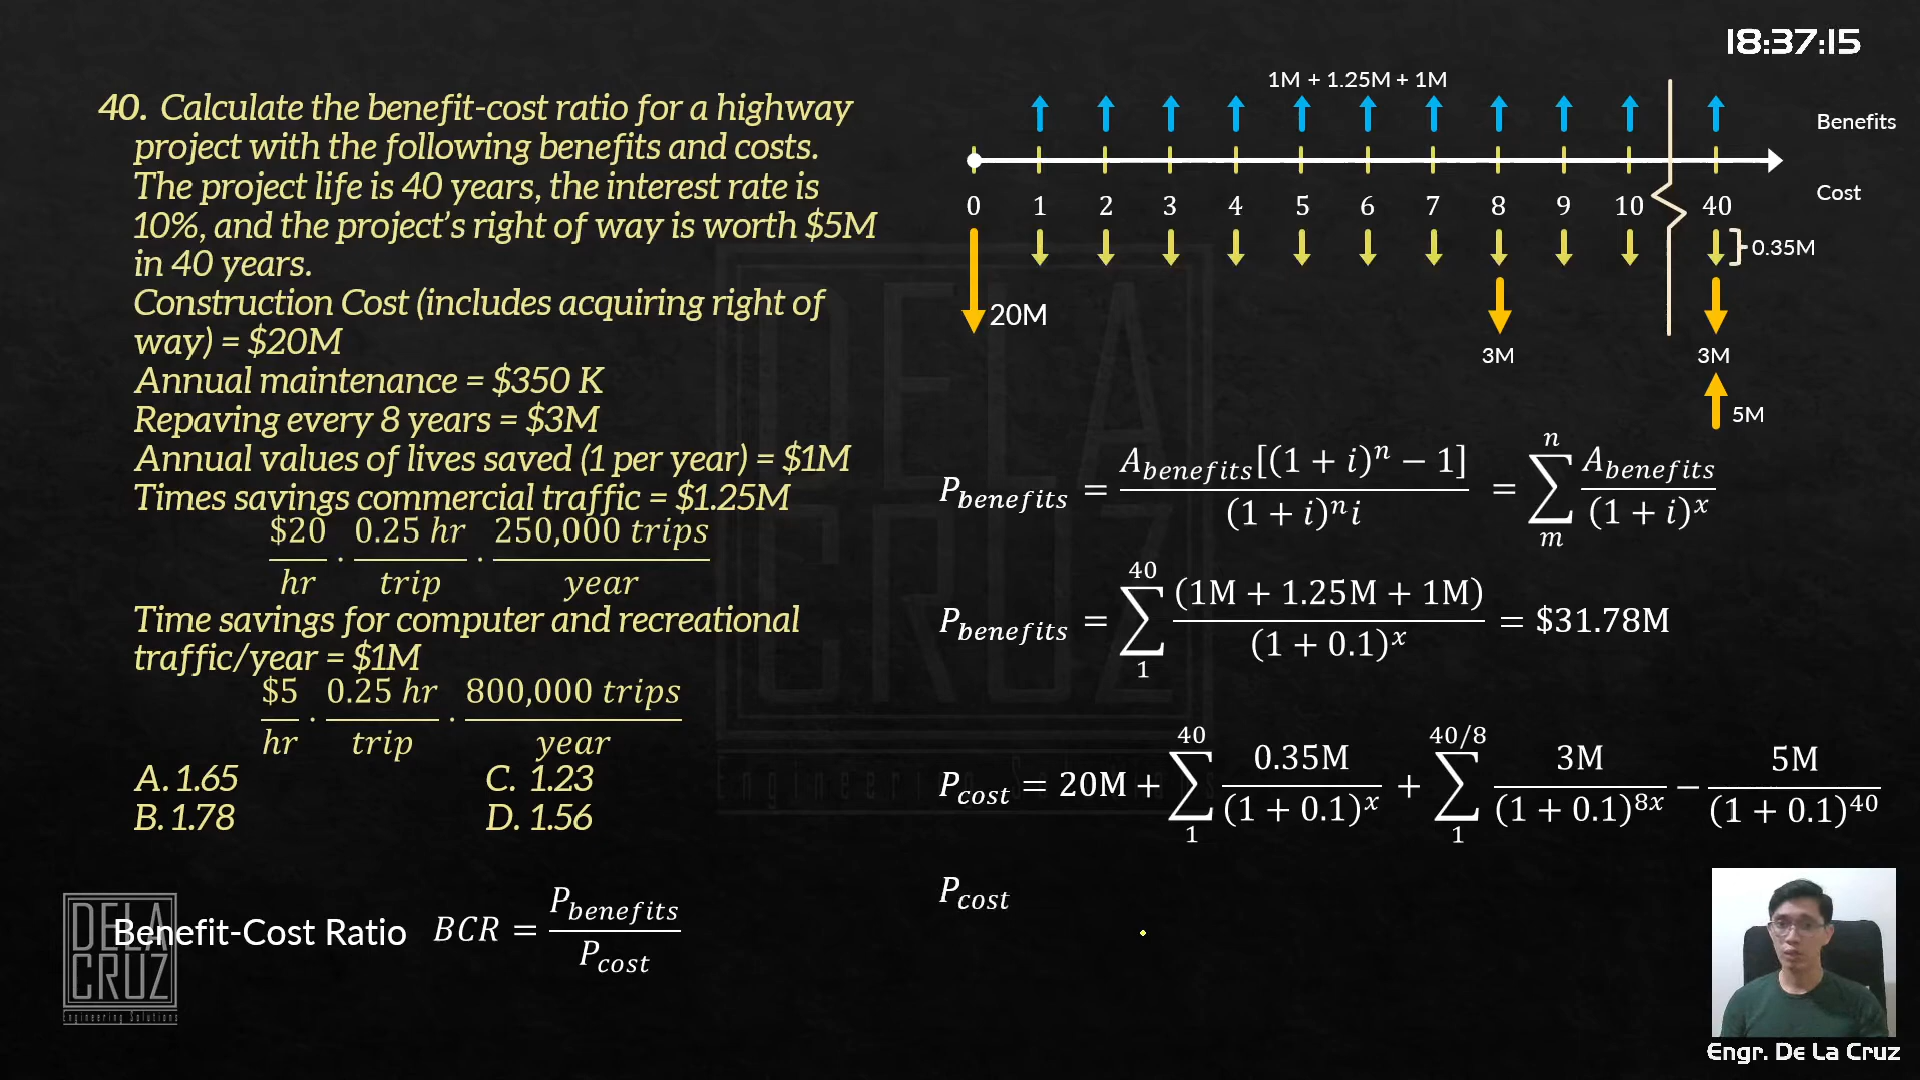 18:37:15
40. Calculate the benefit-cost ratio for a highway
project with the following benefits and costs.
The project life is 40 years, the interest rate is
10%, and the project's right of way is worth $5M
in 40 years.
Construction Cost (includes acquiring right of
way) = $20M
Annual maintenance = $350 K
Repaving every 8 years = $3M
Annual values of lives saved (1 per year) = $1M
Times savings commercial traffic = $1.25M
$20/hr · 0.25 hr/trip · 250,000 trips/year
Time savings for computer and recreational
traffic/year = $1M
$5/hr · 0.25 hr/trip · 800,000 trips/year
A. 1.65 C. 1.23
B. 1.78 D. 1.56
Benefit-Cost Ratio BCR = P_benefits / P_cost
1M + 1.25M + 1M
Benefits
0 1 2 3 4 5 6 7 8 9 10 40
Cost
0.35M
20M
3M 3M
5M
P_benefits = A_benefits[(1 + i)^n − 1] / (1 + i)^n i = ∑_m^n A_benefits / (1 + i)^x
P_benefits = ∑_1^40 (1M + 1.25M + 1M) / (1 + 0.1)^x = $31.78M
P_cost = 20M + ∑_1^40 0.35M / (1 + 0.1)^x + ∑_1^40/8 3M / (1 + 0.1)^8x − 5M / (1 + 0.1)^40
P_cost
DELA
CRUZ
Engineering Solutions
DELA
CRUZ
Engineering Solutions
Engr. De La Cruz